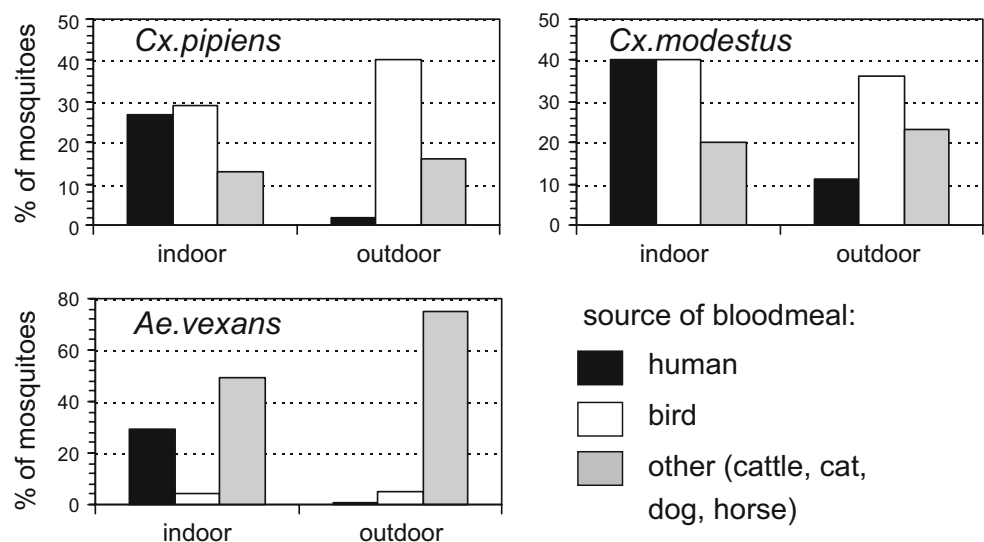 Cx.pipiens
% of mosquitoes
50
40
30
20
10
0
indoor outdoor
Cx.modestus
50
40
30
20
10
0
indoor outdoor
Ae.vexans
% of mosquitoes
80
60
40
20
0
indoor outdoor
source of bloodmeal:
human
bird
other (cattle, cat,
dog, horse)